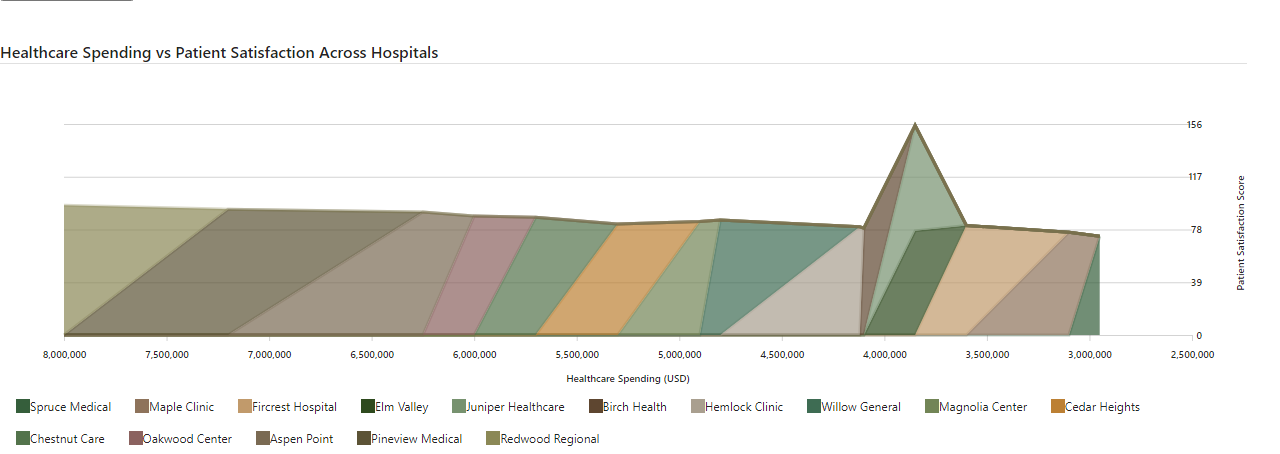 Healthcare Spending vs Patient Satisfaction Across Hospitals
156
117
78
39
0
Patient Satisfaction Score
8,000,000 7,500,000 7,000,000 6,500,000 6,000,000 5,500,000 5,000,000 4,500,000 4,000,000 3,500,000 3,000,000 2,500,000
Healthcare Spending (USD)
Spruce Medical Maple Clinic Fircrest Hospital Elm Valley Juniper Healthcare Birch Health Hemlock Clinic Willow General Magnolia Center Cedar Heights
Chestnut Care Oakwood Center Aspen Point Pineview Medical Redwood Regional